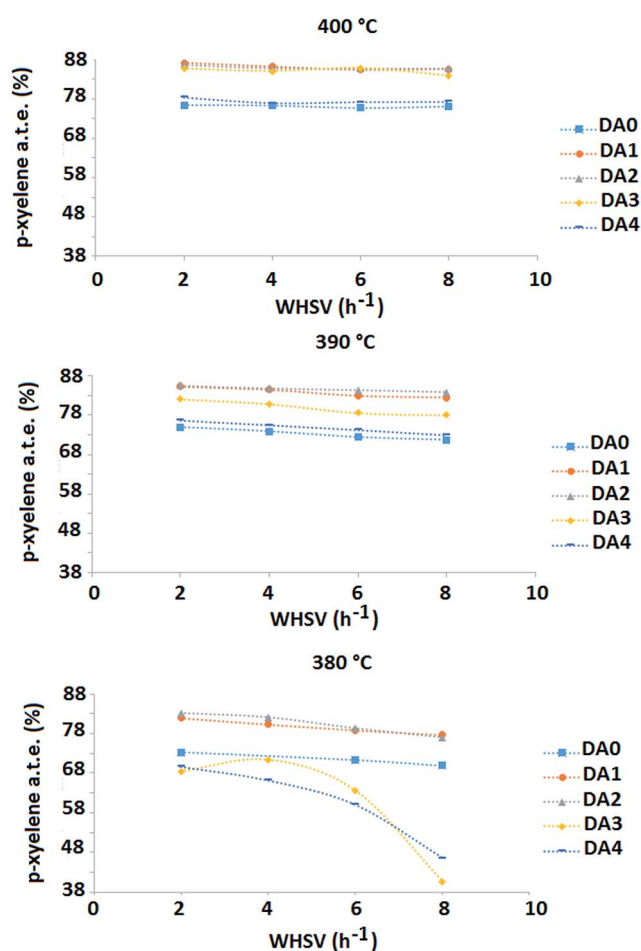 400 °C
p-xyelene a.t.e. (%)
88
78
68
58
48
38
0
2
4
6
8
10
WHSV (h-1)
DA0
DA1
DA2
DA3
DA4
390 °C
p-xyelene a.t.e. (%)
88
78
68
58
48
38
0
2
4
6
8
10
WHSV (h-1)
DA0
DA1
DA2
DA3
DA4
380 °C
p-xyelene a.t.e. (%)
88
78
68
58
48
38
0
2
4
6
8
10
WHSV (h-1)
DA0
DA1
DA2
DA3
DA4